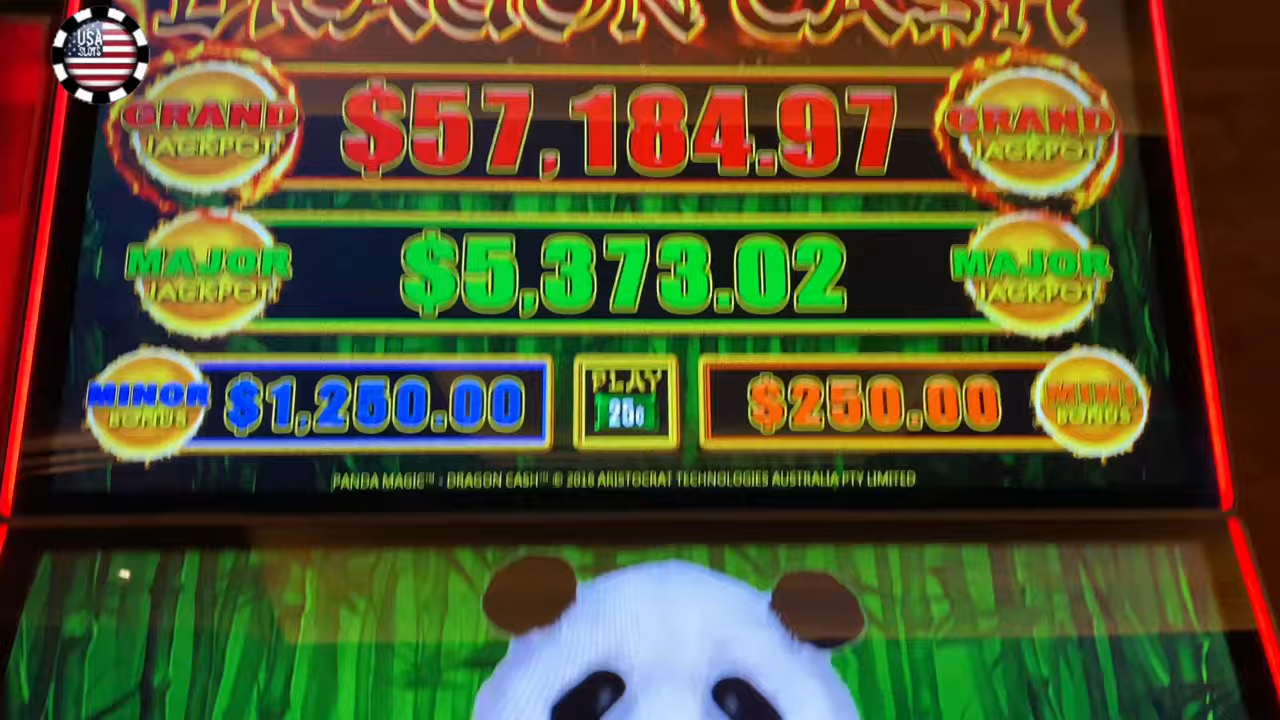 DRAGON CASH
USA
SLOTS
GRAND JACKPOT $57,184.97 GRAND JACKPOT
MAJOR JACKPOT $5,373.02 MAJOR JACKPOT
MINOR BONUS $1,250.00 PLAY 25¢ $250.00 MINI BONUS
PANDA MAGIC™ - DRAGON CASH™ © 2016 ARISTOCRAT TECHNOLOGIES AUSTRALIA PTY LIMITED